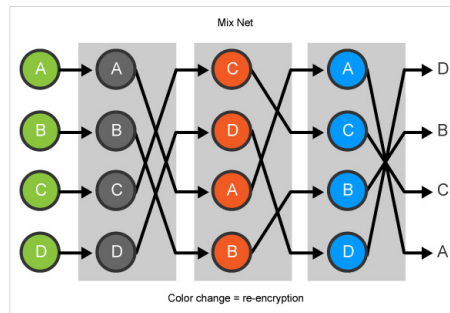 Mix Net
A A C A D
B B D C B
C C A B C
D D B D A
Color change = re-encryption